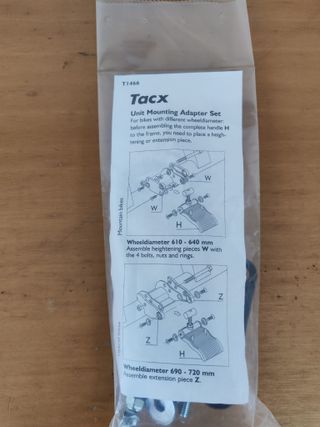 T1468
Tacx
Unit Mounting Adapter Set
For bikes with different wheeldiameter:
before assembling the complete handle H
to the frame, you need to place a heigh-
tening or extension piece.
Mountain bikes
W
W
H
Wheeldiameter 610 - 640 mm
Assemble heightening pieces W with
the 4 bolts, nuts and rings.
Z
Z
H
Wheeldiameter 690 - 720 mm
Assemble extension piece Z.